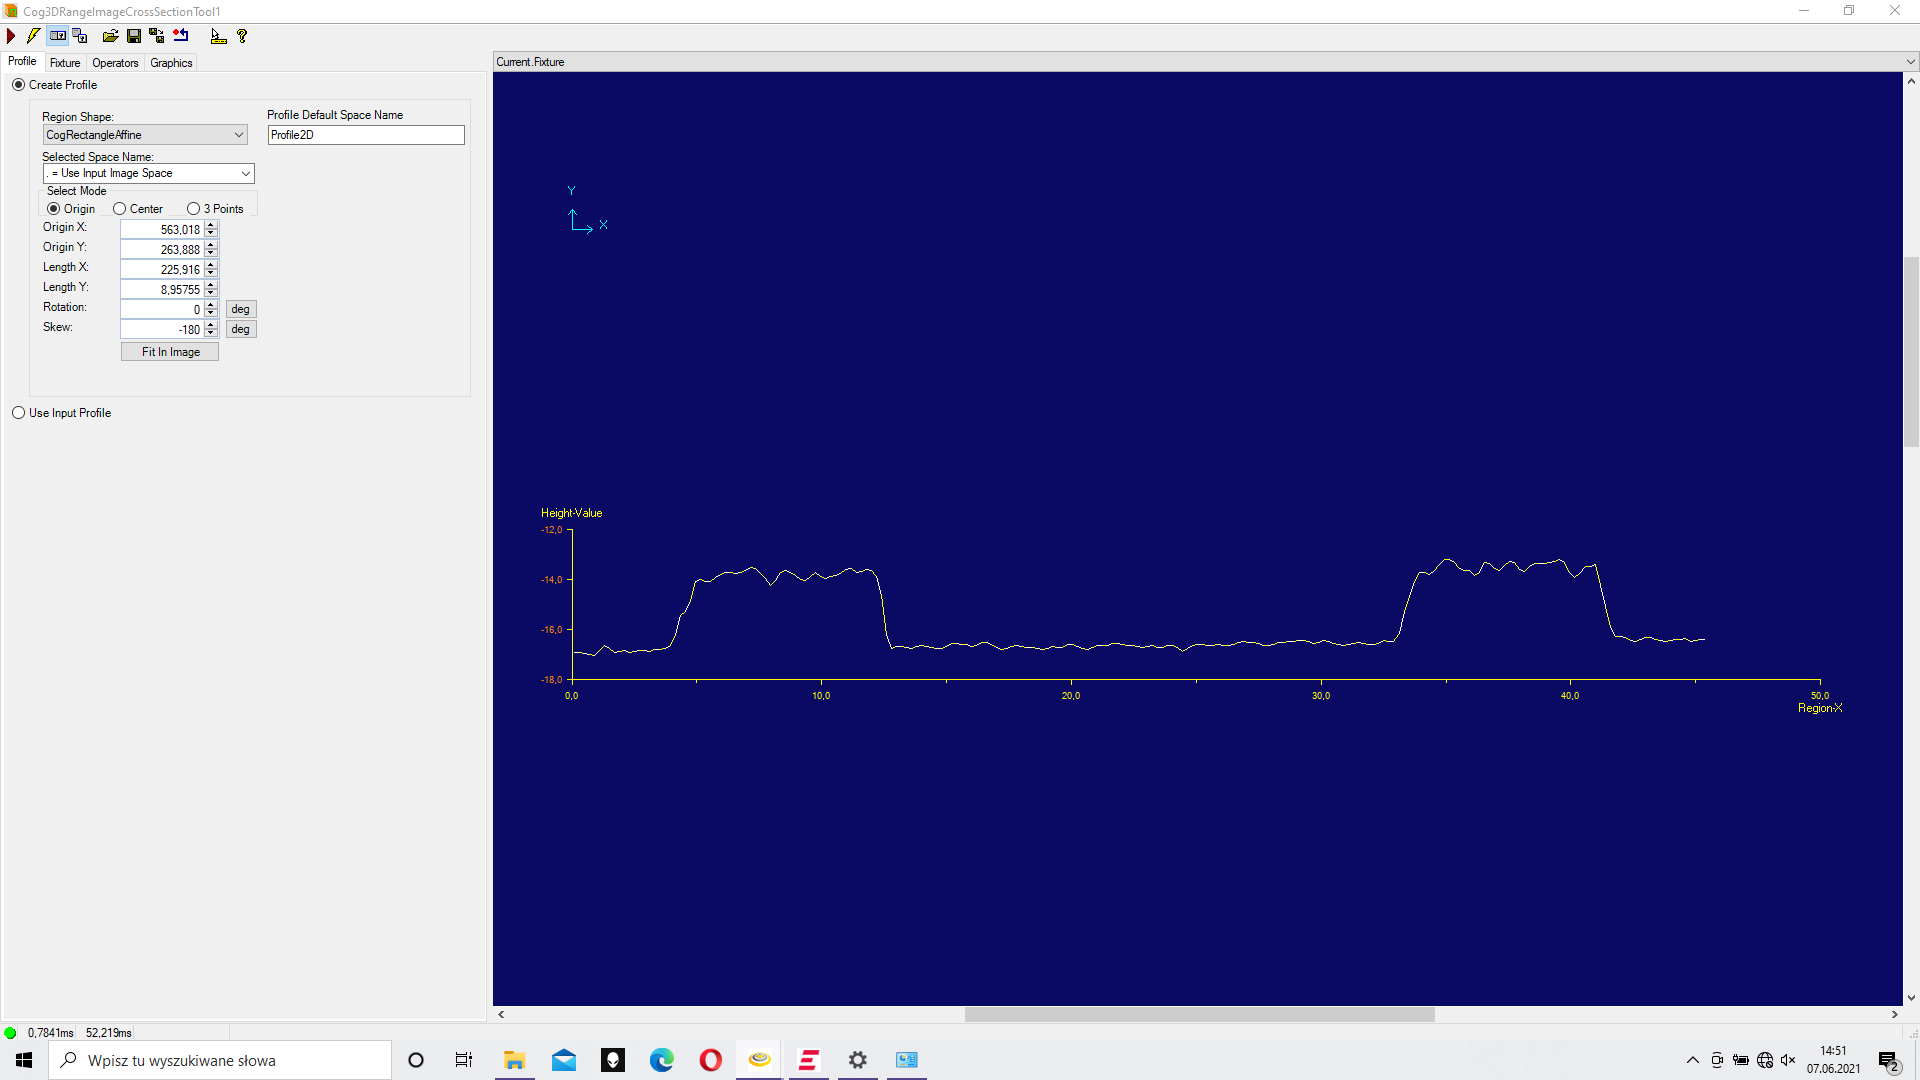 Cog3DRangeImageCrossSectionTool1
Profile Fixture Operators Graphics
Current.Fixture
Create Profile
Region Shape:
CogRectangleAffine
Profile Default Space Name
Profile2D
Selected Space Name:
. = Use Input Image Space
Select Mode
Origin Center 3 Points
Origin X: 563,018
Origin Y: 263,888
Length X: 225,916
Length Y: 8,95755
Rotation: 0 deg
Skew: -180 deg
Fit In Image
Use Input Profile
Y
X
Height-Value
-12,0
-14,0
-16,0
-18,0
0,0 10,0 20,0 30,0 40,0 50,0
Region-X
0,7841ms 52,219ms
Wpisz tu wyszukiwane słowa
14:51
07.06.2021
2